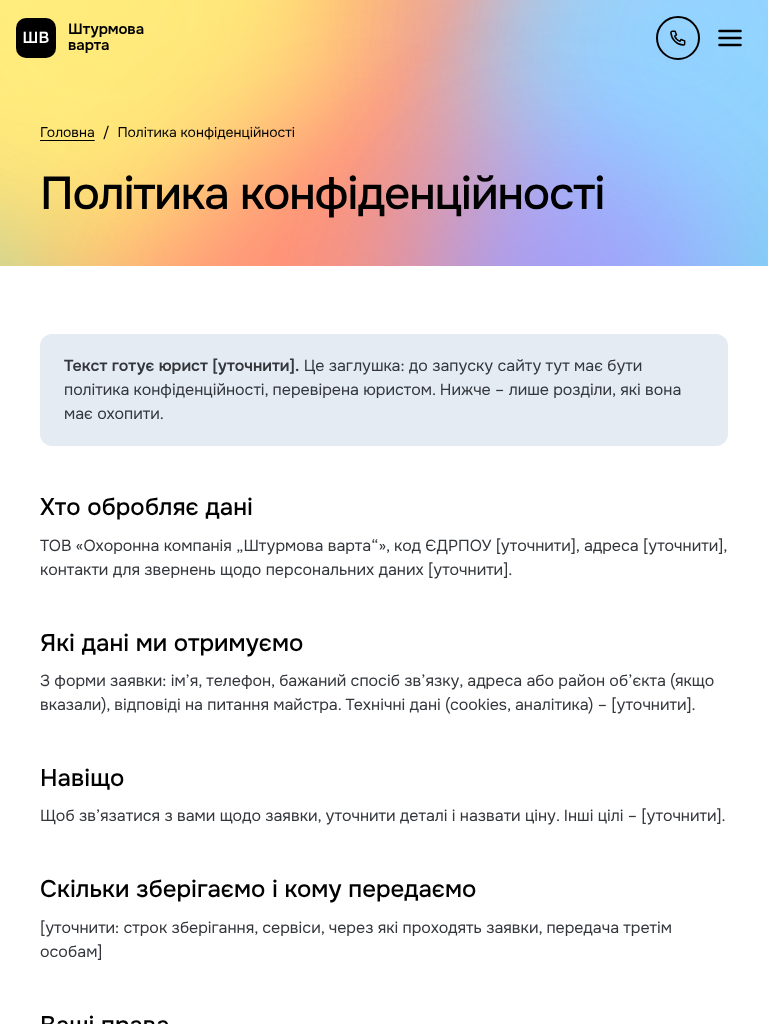 ШВ
Штурмова
варта
Головна / Політика конфіденційності
Політика конфіденційності
Текст готує юрист [уточнити]. Це заглушка: до запуску сайту тут має бути
політика конфіденційності, перевірена юристом. Нижче – лише розділи, які вона
має охопити.
Хто обробляє дані
ТОВ «Охоронна компанія „Штурмова варта“», код ЄДРПОУ [уточнити], адреса [уточнити],
контакти для звернень щодо персональних даних [уточнити].
Які дані ми отримуємо
З форми заявки: ім’я, телефон, бажаний спосіб зв’язку, адреса або район об’єкта (якщо
вказали), відповіді на питання майстра. Технічні дані (cookies, аналітика) – [уточнити].
Навіщо
Щоб зв’язатися з вами щодо заявки, уточнити деталі і назвати ціну. Інші цілі – [уточнити].
Скільки зберігаємо і кому передаємо
[уточнити: строк зберігання, сервіси, через які проходять заявки, передача третім
особам]
Ваші права